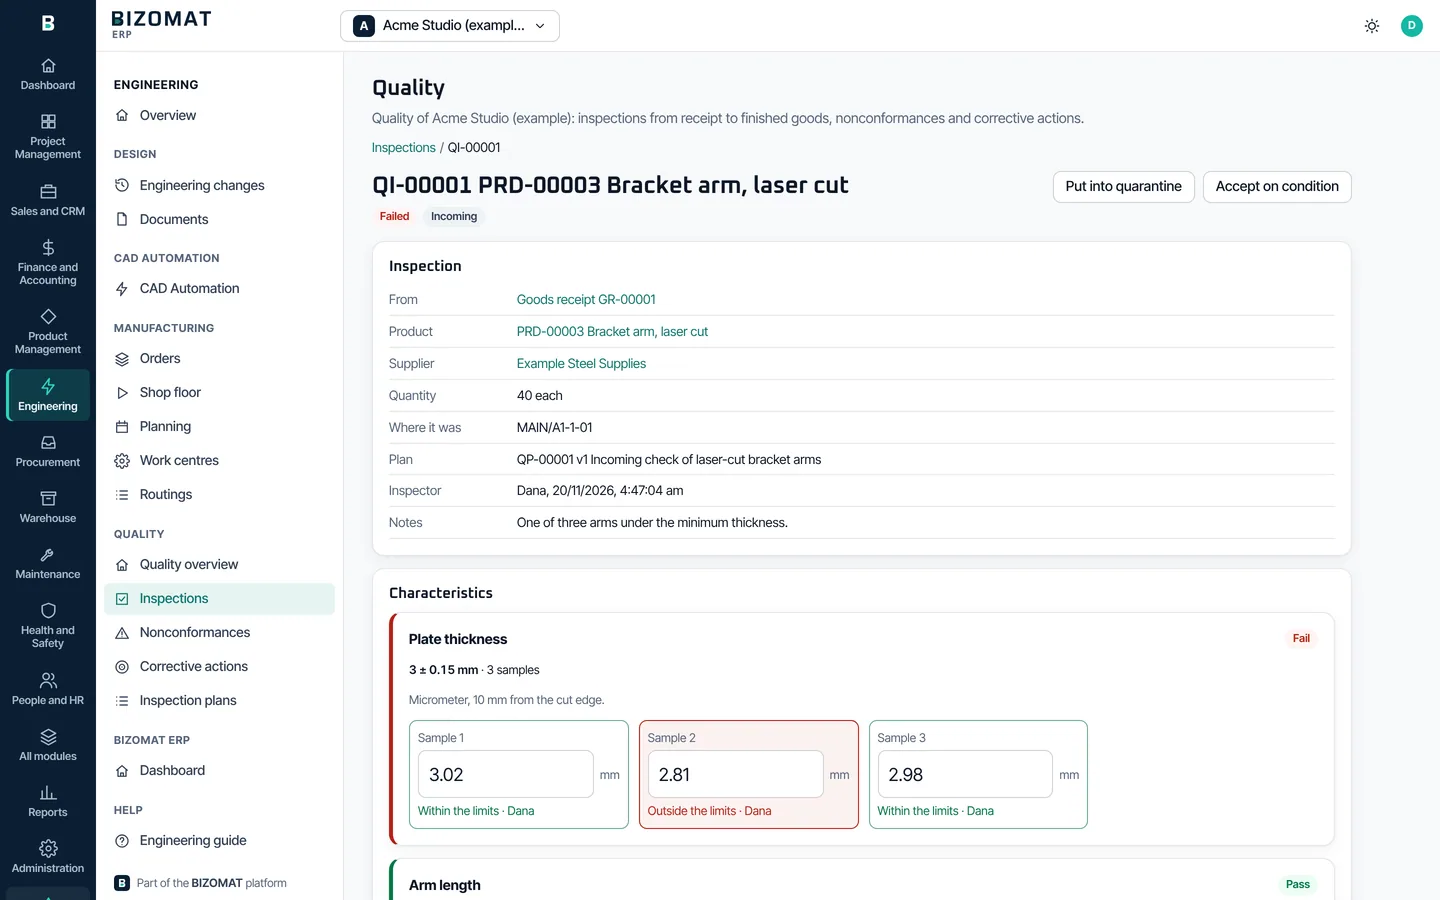 B
BIZOMAT
ERP
A
Acme Studio (exampl...
D
Dashboard
Project
Management
Sales and CRM
Finance and
Accounting
Product
Management
Engineering
Procurement
Warehouse
Maintenance
Health and
Safety
People and HR
All modules
Reports
Administration
ENGINEERING
Overview
DESIGN
Engineering changes
Documents
CAD AUTOMATION
CAD Automation
MANUFACTURING
Orders
Shop floor
Planning
Work centres
Routings
QUALITY
Quality overview
Inspections
Nonconformances
Corrective actions
Inspection plans
BIZOMAT ERP
Dashboard
HELP
Engineering guide
B Part of the BIZOMAT platform
Quality
Quality of Acme Studio (example): inspections from receipt to finished goods, nonconformances and corrective actions.
Inspections / QI-00001
QI-00001 PRD-00003 Bracket arm, laser cut
Put into quarantine
Accept on condition
Failed
Incoming
Inspection
From Goods receipt GR-00001
Product PRD-00003 Bracket arm, laser cut
Supplier Example Steel Supplies
Quantity 40 each
Where it was MAIN/A1-1-01
Plan QP-00001 v1 Incoming check of laser-cut bracket arms
Inspector Dana, 20/11/2026, 4:47:04 am
Notes One of three arms under the minimum thickness.
Characteristics
Plate thickness
Fail
3 ± 0.15 mm · 3 samples
Micrometer, 10 mm from the cut edge.
Sample 1
3.02 mm
Within the limits · Dana
Sample 2
2.81 mm
Outside the limits · Dana
Sample 3
2.98 mm
Within the limits · Dana
Arm length
Pass